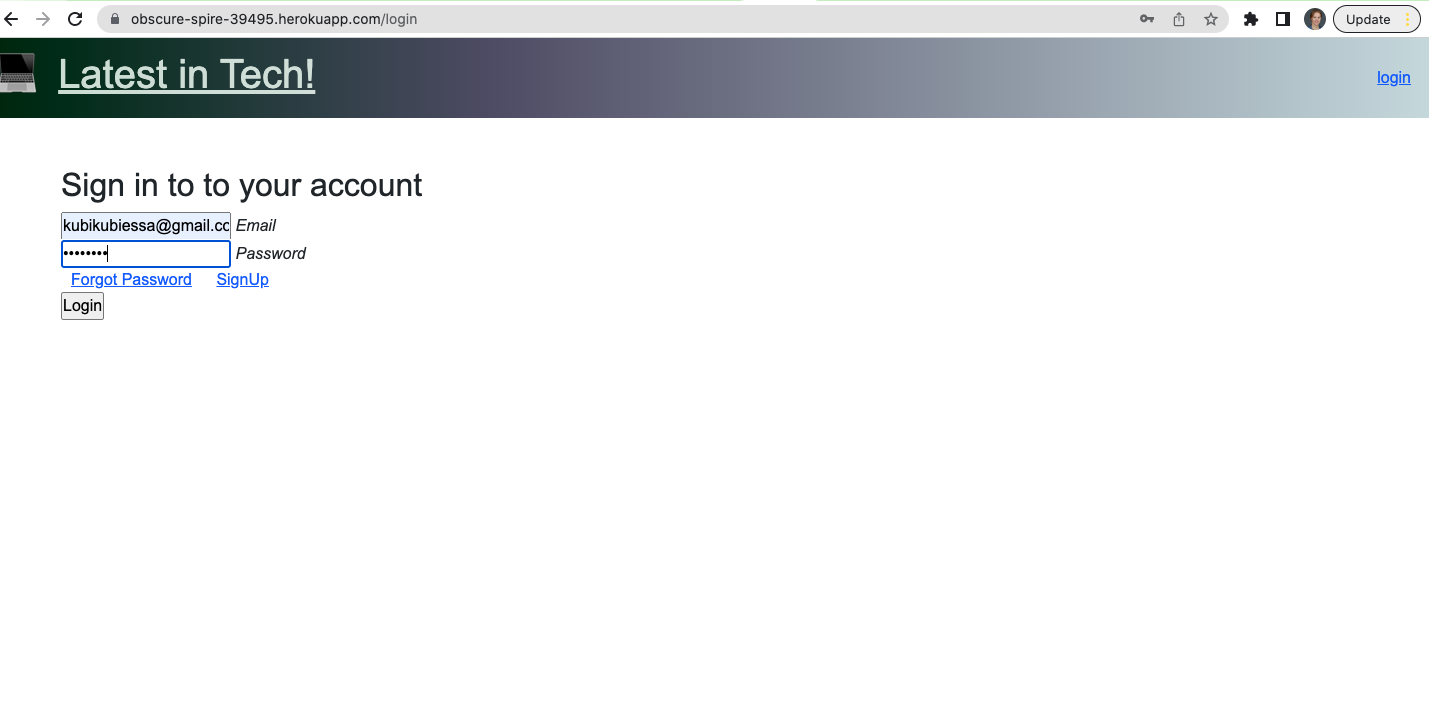 obscure-spire-39495.herokuapp.com/login
Update
Latest in Tech!
login
Sign in to to your account
kubikubiessa@gmail.co Email
•••••••• Password
Forgot Password SignUp
Login